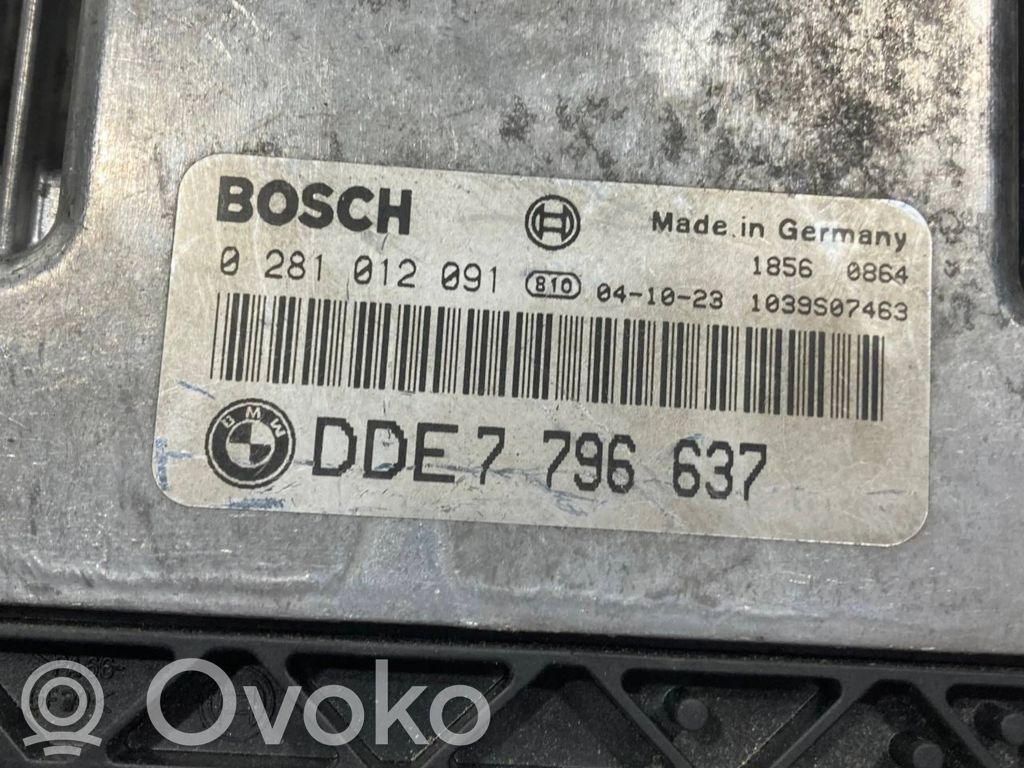 BOSCH
Made in Germany
0 281 012 091
810
04-10-23
1856 0864
1039S07463
BMW
DDE 7 796 637
Ovoko